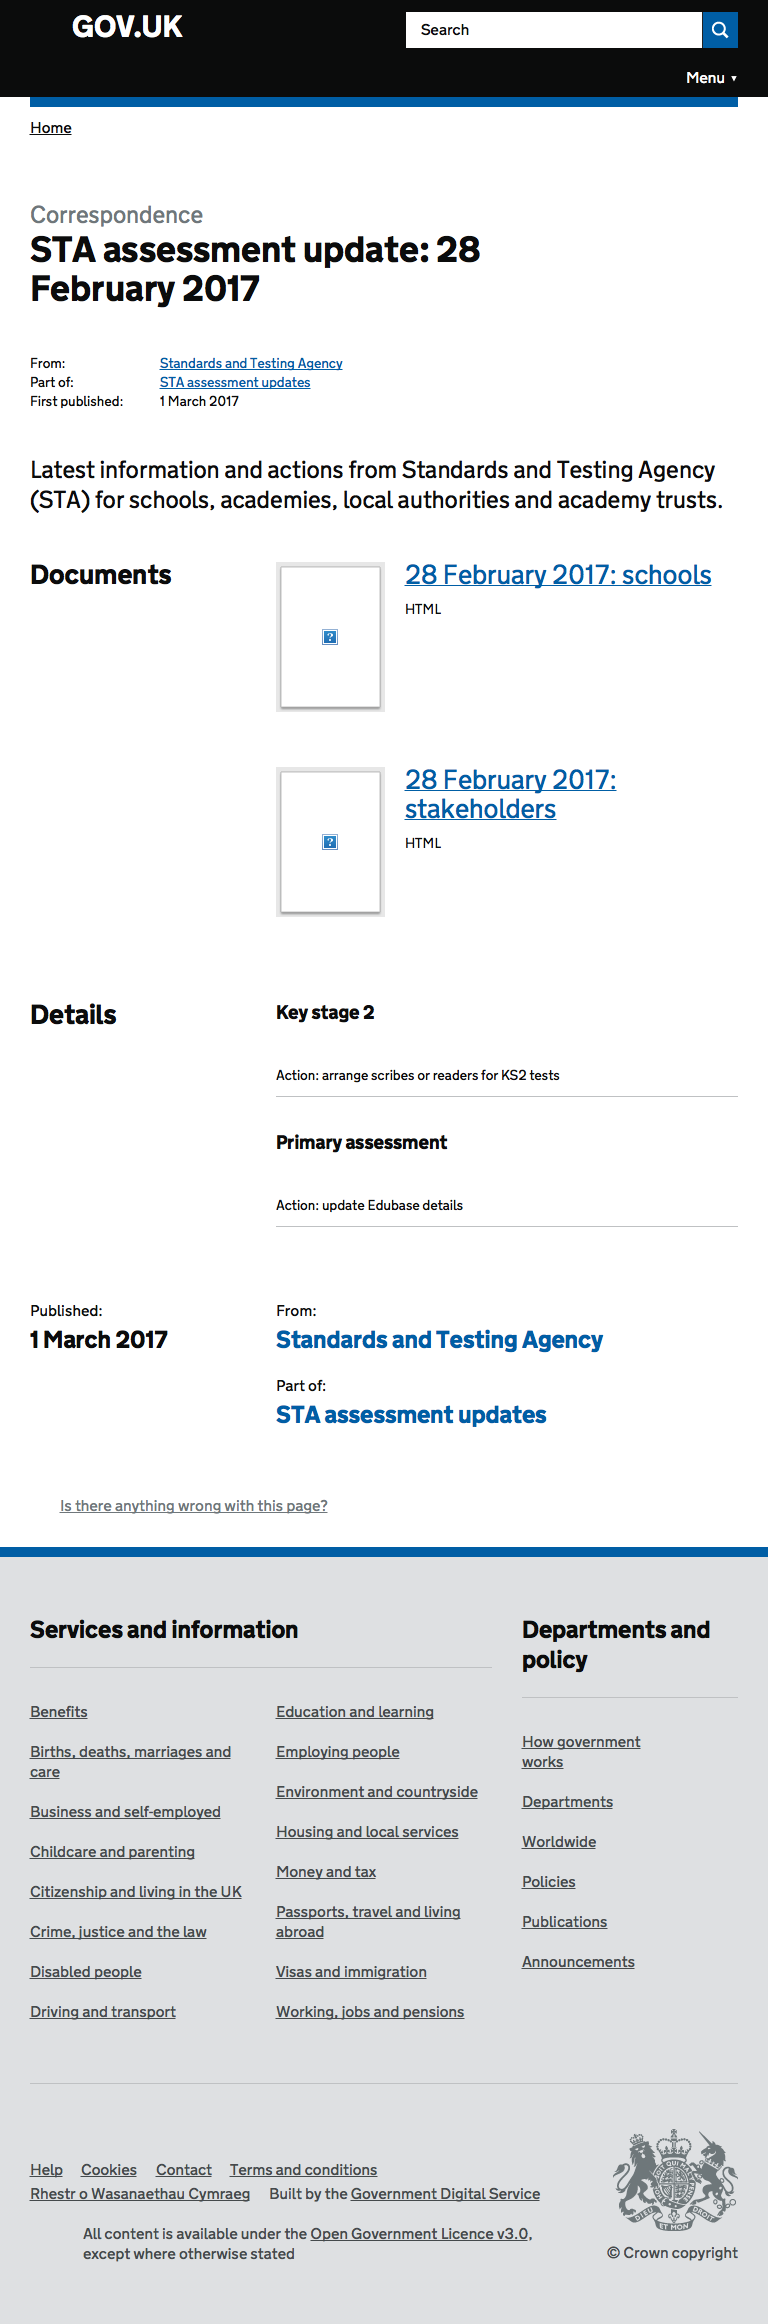 GOV.UK
Search
Menu ▼
Home
Correspondence
STA assessment update: 28
February 2017
From: Standards and Testing Agency
Part of: STA assessment updates
First published: 1 March 2017
Latest information and actions from Standards and Testing Agency
(STA) for schools, academies, local authorities and academy trusts.
Documents
28 February 2017: schools
HTML
28 February 2017:
stakeholders
HTML
Details
Key stage 2
Action: arrange scribes or readers for KS2 tests
Primary assessment
Action: update Edubase details
Published:
1 March 2017
From:
Standards and Testing Agency
Part of:
STA assessment updates
Is there anything wrong with this page?
Services and information
Benefits
Births, deaths, marriages and
care
Business and self-employed
Childcare and parenting
Citizenship and living in the UK
Crime, justice and the law
Disabled people
Driving and transport
Education and learning
Employing people
Environment and countryside
Housing and local services
Money and tax
Passports, travel and living
abroad
Visas and immigration
Working, jobs and pensions
Departments and
policy
How government
works
Departments
Worldwide
Policies
Publications
Announcements
Help Cookies Contact Terms and conditions
Rhestr o Wasanaethau Cymraeg Built by the Government Digital Service
All content is available under the Open Government Licence v3.0,
except where otherwise stated
© Crown copyright